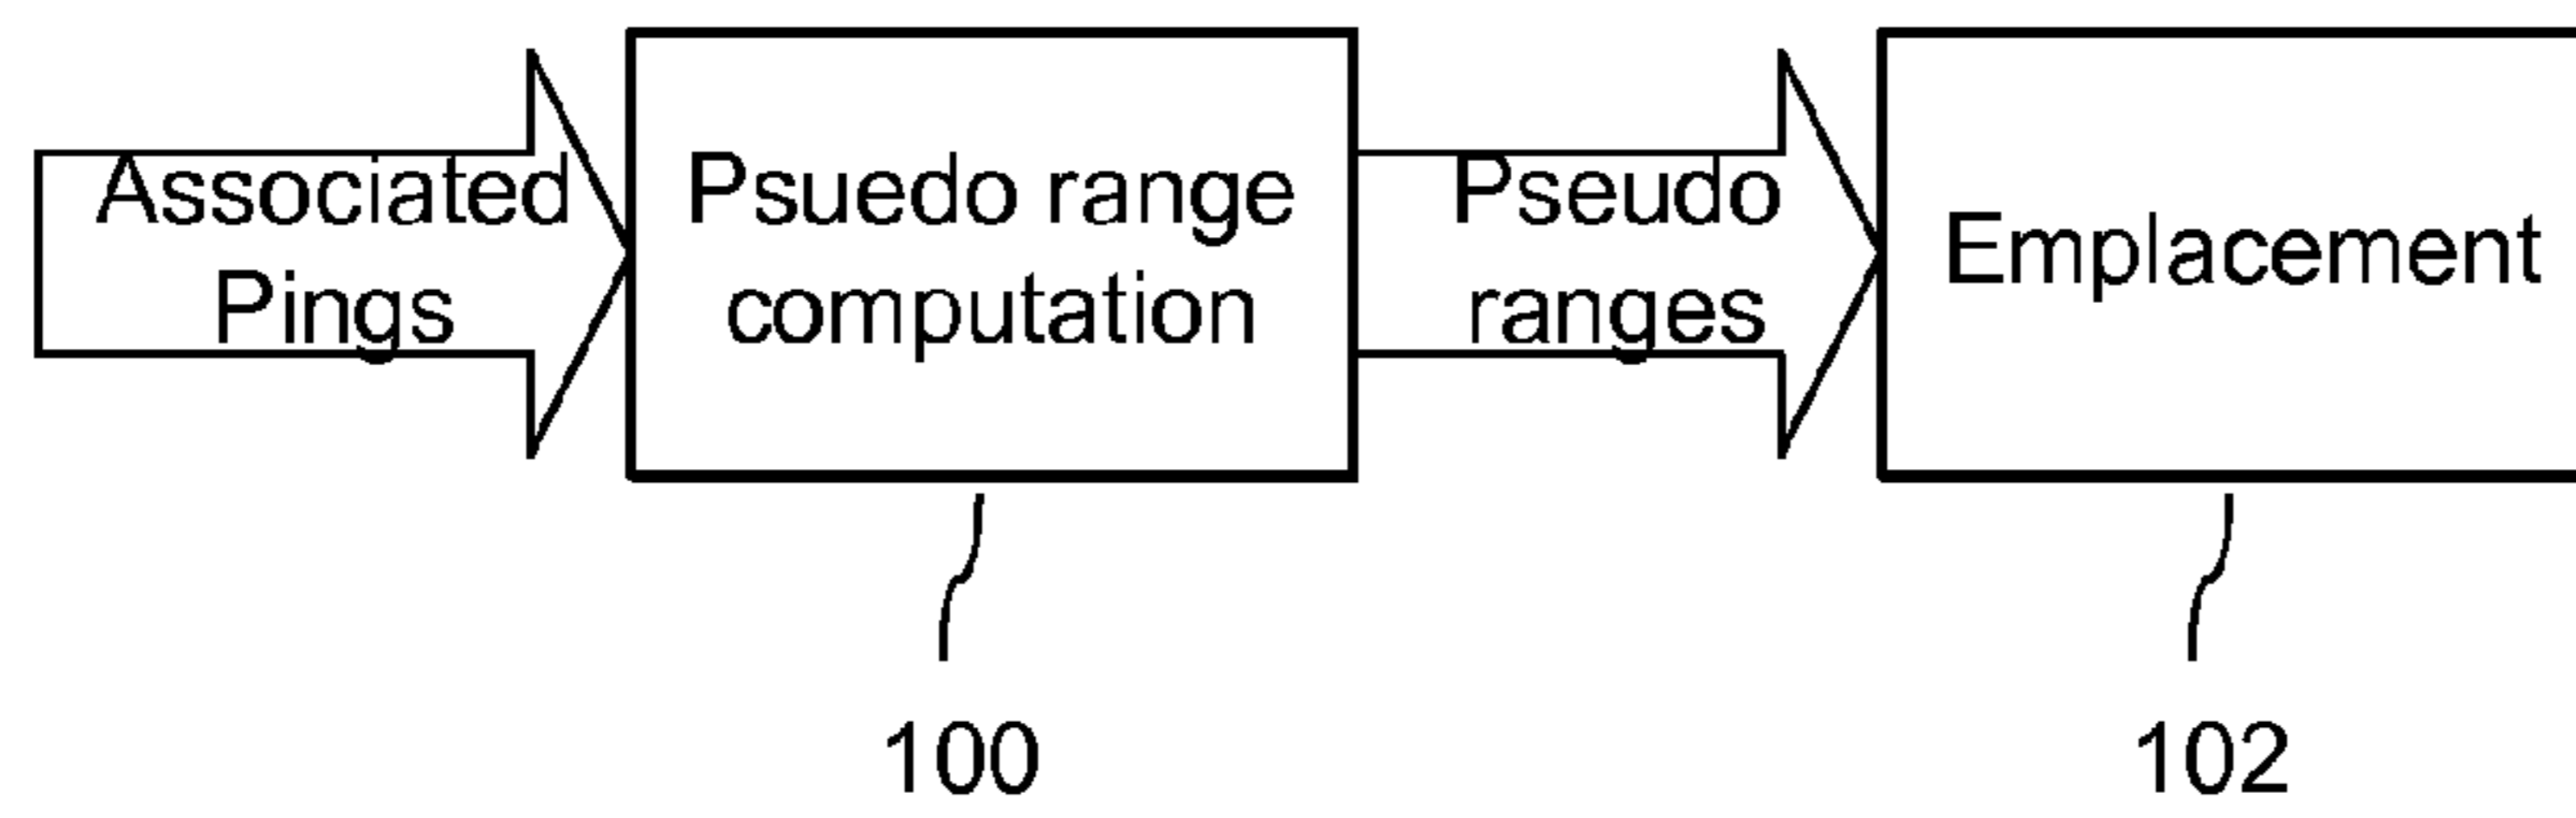 Associated
Pings
Psuedo range
computation
Pseudo
ranges
Emplacement
100
102